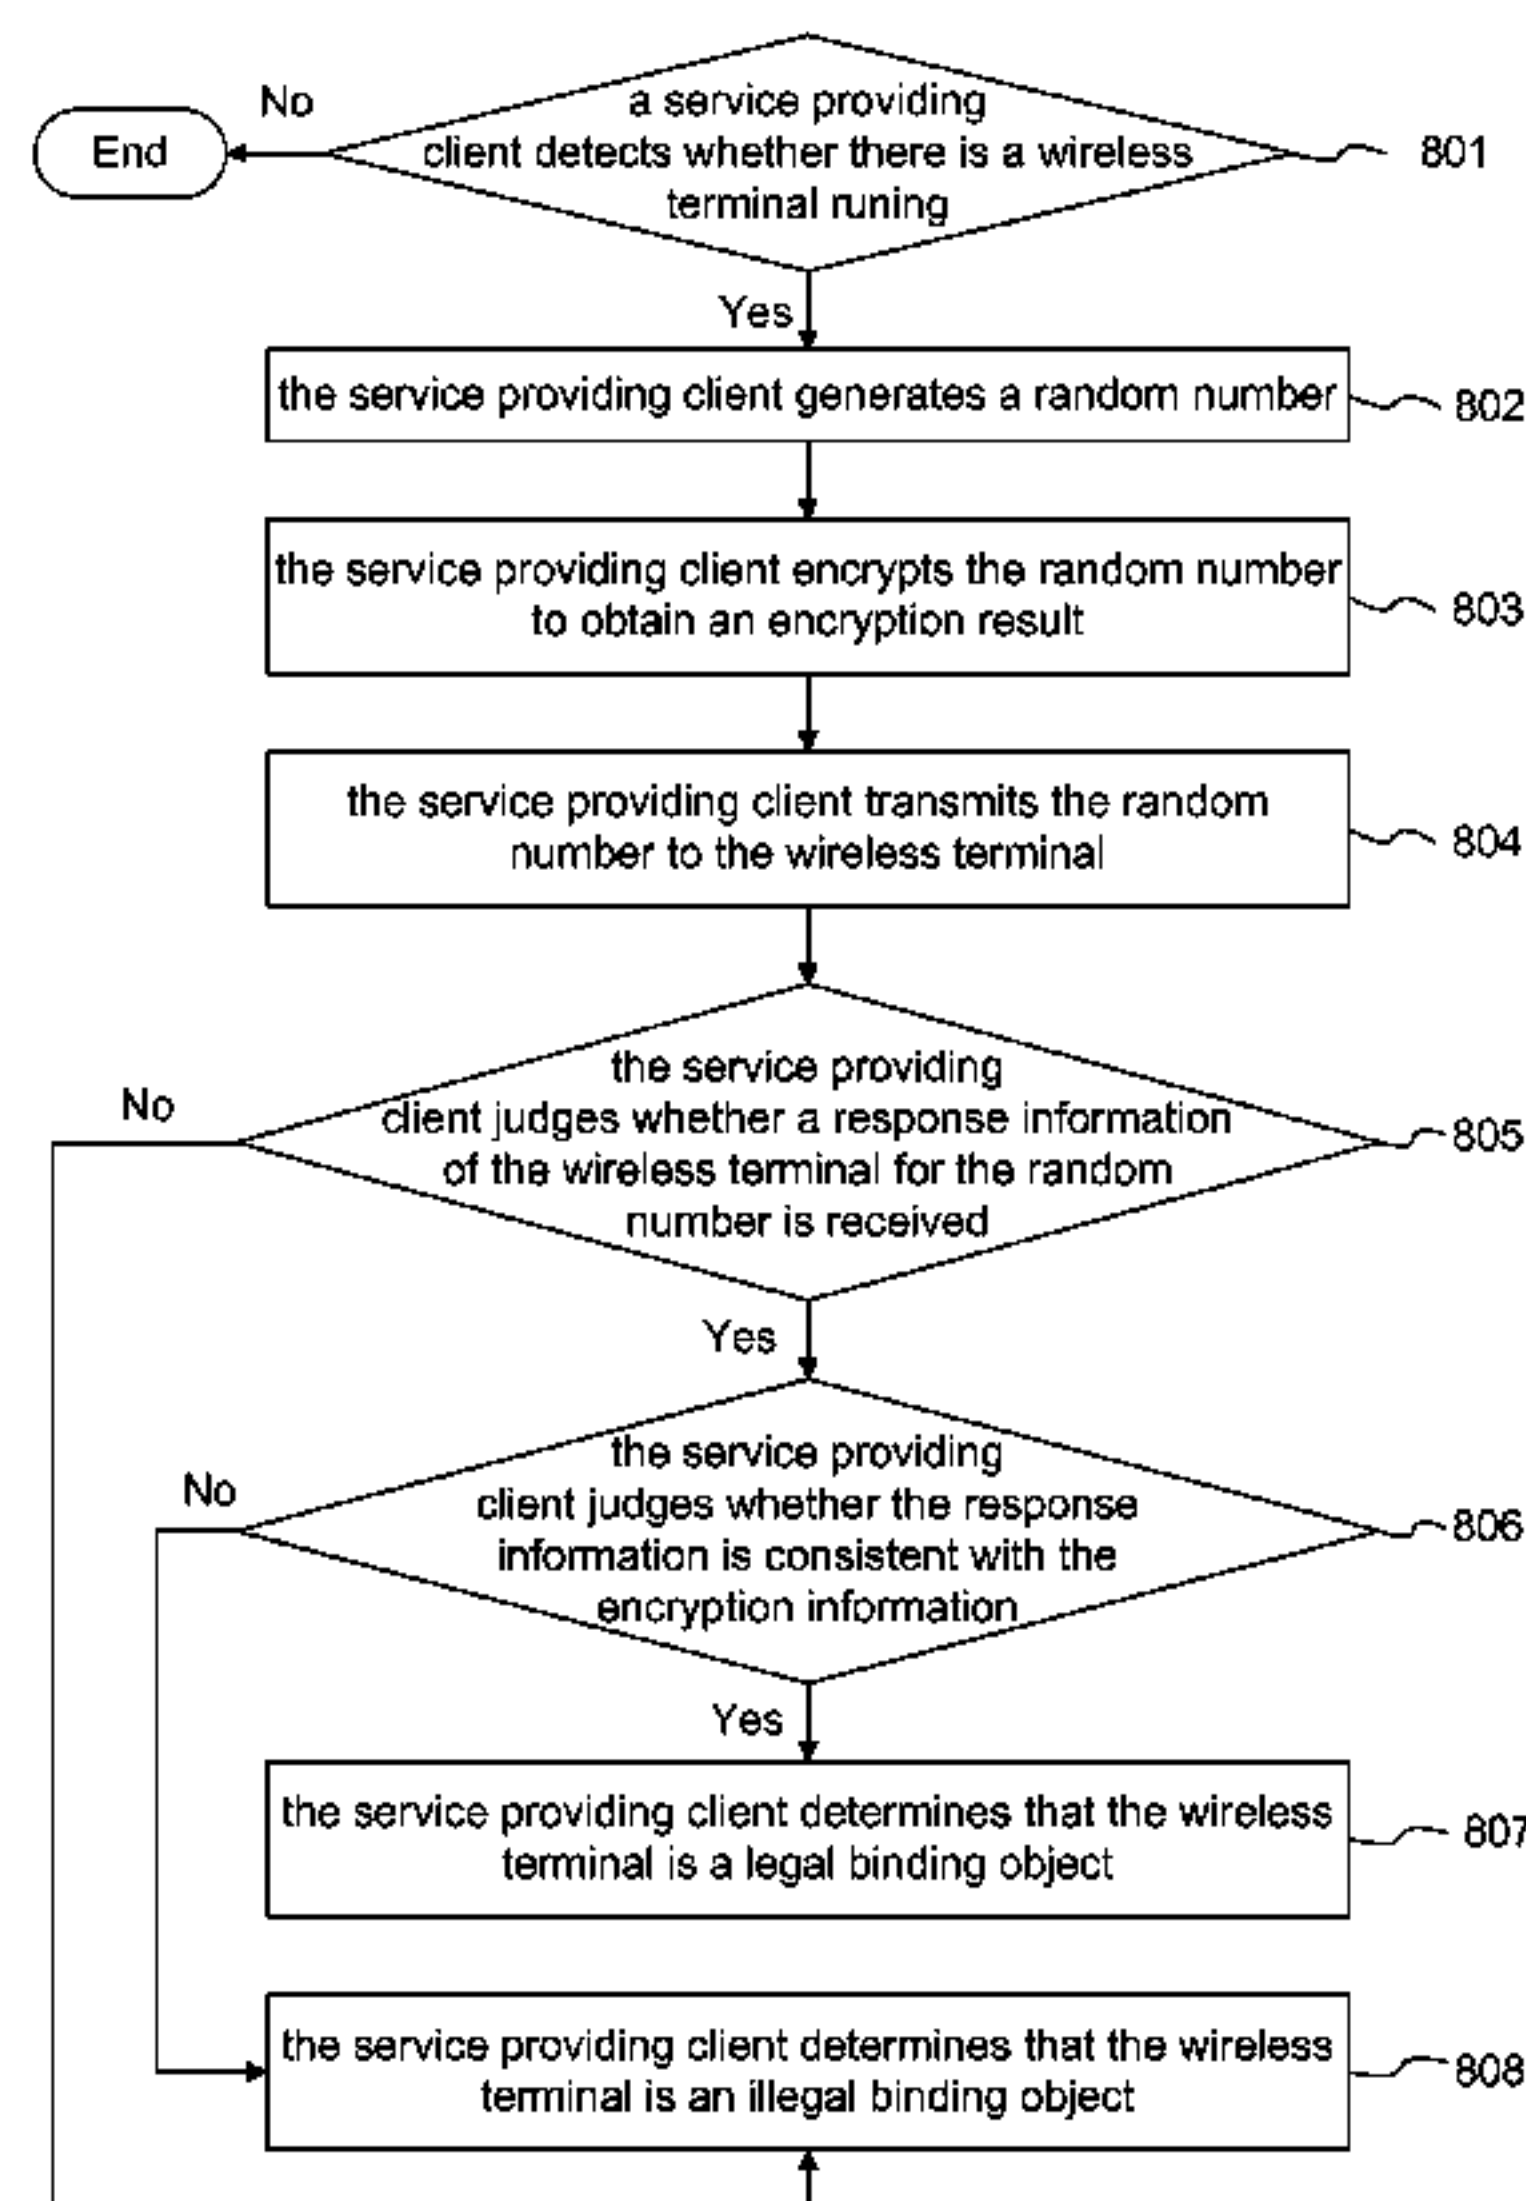 a service providing
client detects whether there is a wireless
terminal runing
801
No
End
Yes
the service providing client generates a random number
802
the service providing client encrypts the random number
to obtain an encryption result
803
the service providing client transmits the random
number to the wireless terminal
804
the service providing
client judges whether a response information
of the wireless terminal for the random
number is received
805
No
Yes
the service providing
client judges whether the response
information is consistent with the
encryption information
806
No
Yes
the service providing client determines that the wireless
terminal is a legal binding object
807
the service providing client determines that the wireless
terminal is an illegal binding object
808